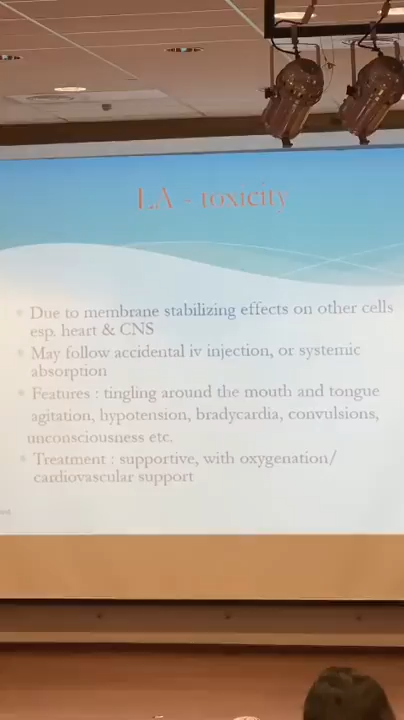 LA - toxicity
Due to membrane stabilizing effects on other cells
esp. heart & CNS
May follow accidental iv injection, or systemic
absorption
Features : tingling around the mouth and tongue
agitation, hypotension, bradycardia, convulsions,
unconsciousness etc.
Treatment : supportive, with oxygenation/
cardiovascular support